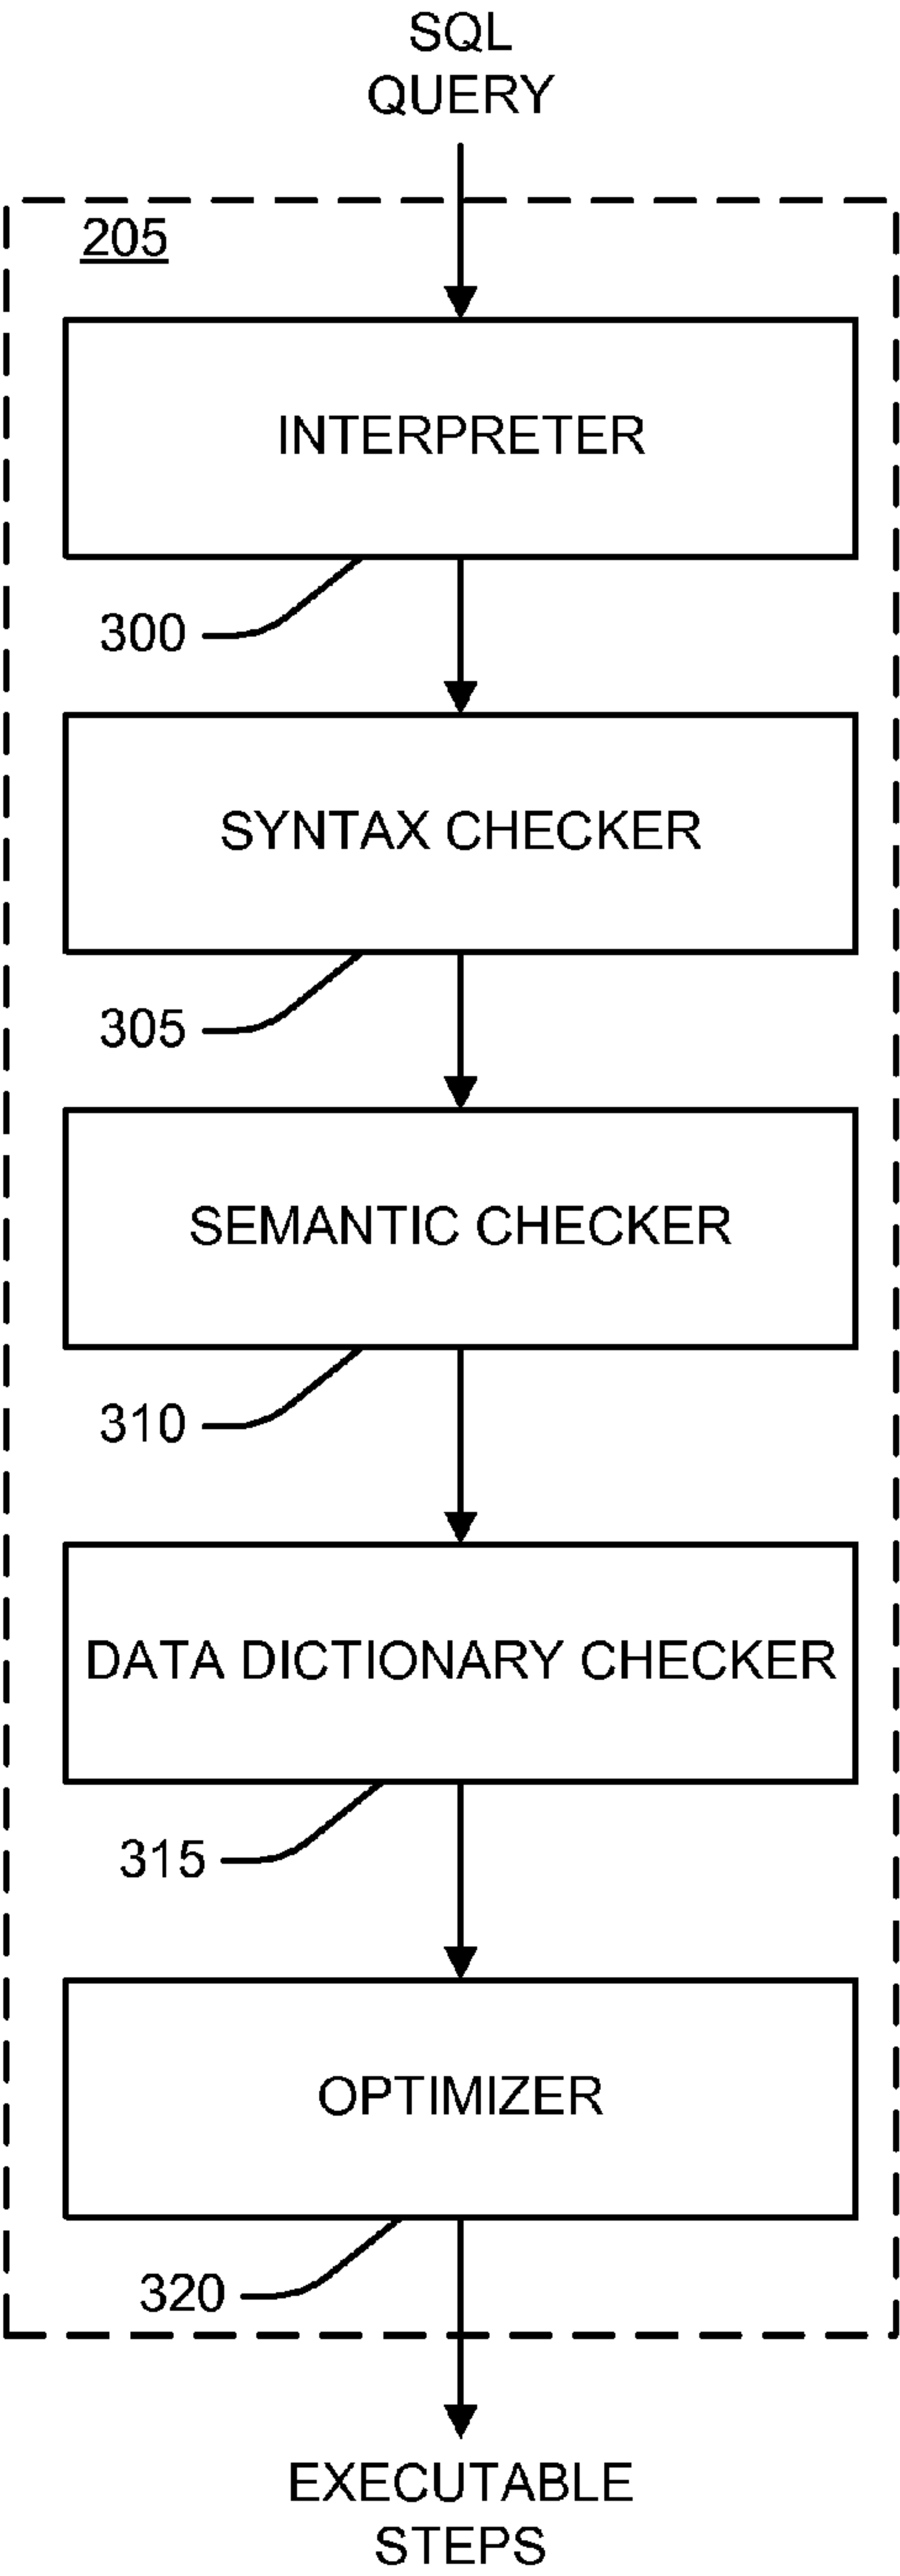 SQL
QUERY
205
INTERPRETER
300
SYNTAX CHECKER
305
SEMANTIC CHECKER
310
DATA DICTIONARY CHECKER
315
OPTIMIZER
320
EXECUTABLE
STEPS